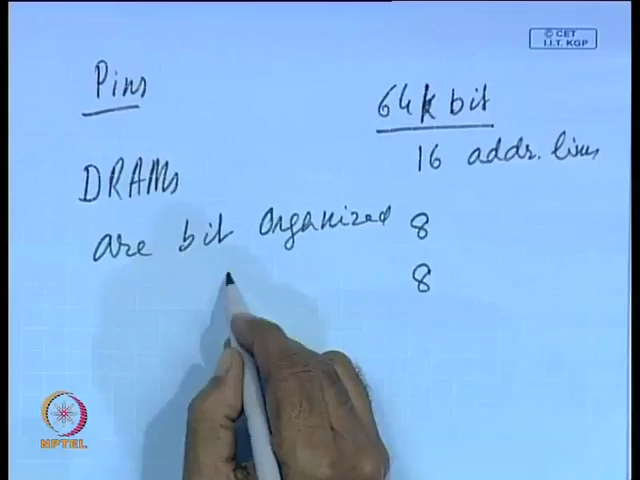 © CET
I.I.T. KGP
Pins
64k bit
16 addr. lines
DRAMs
are bit organized
8
8
NPTEL